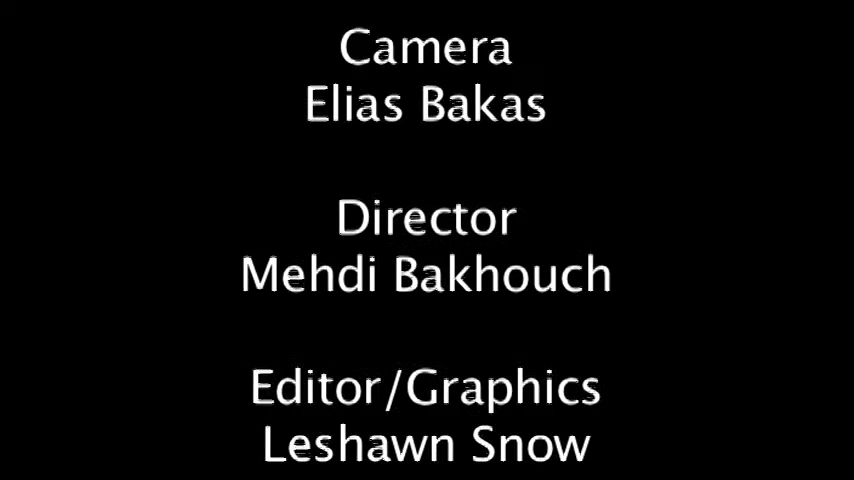 Camera
Elias Bakas
Director
Mehdi Bakhouch
Editor/Graphics
Leshawn Snow